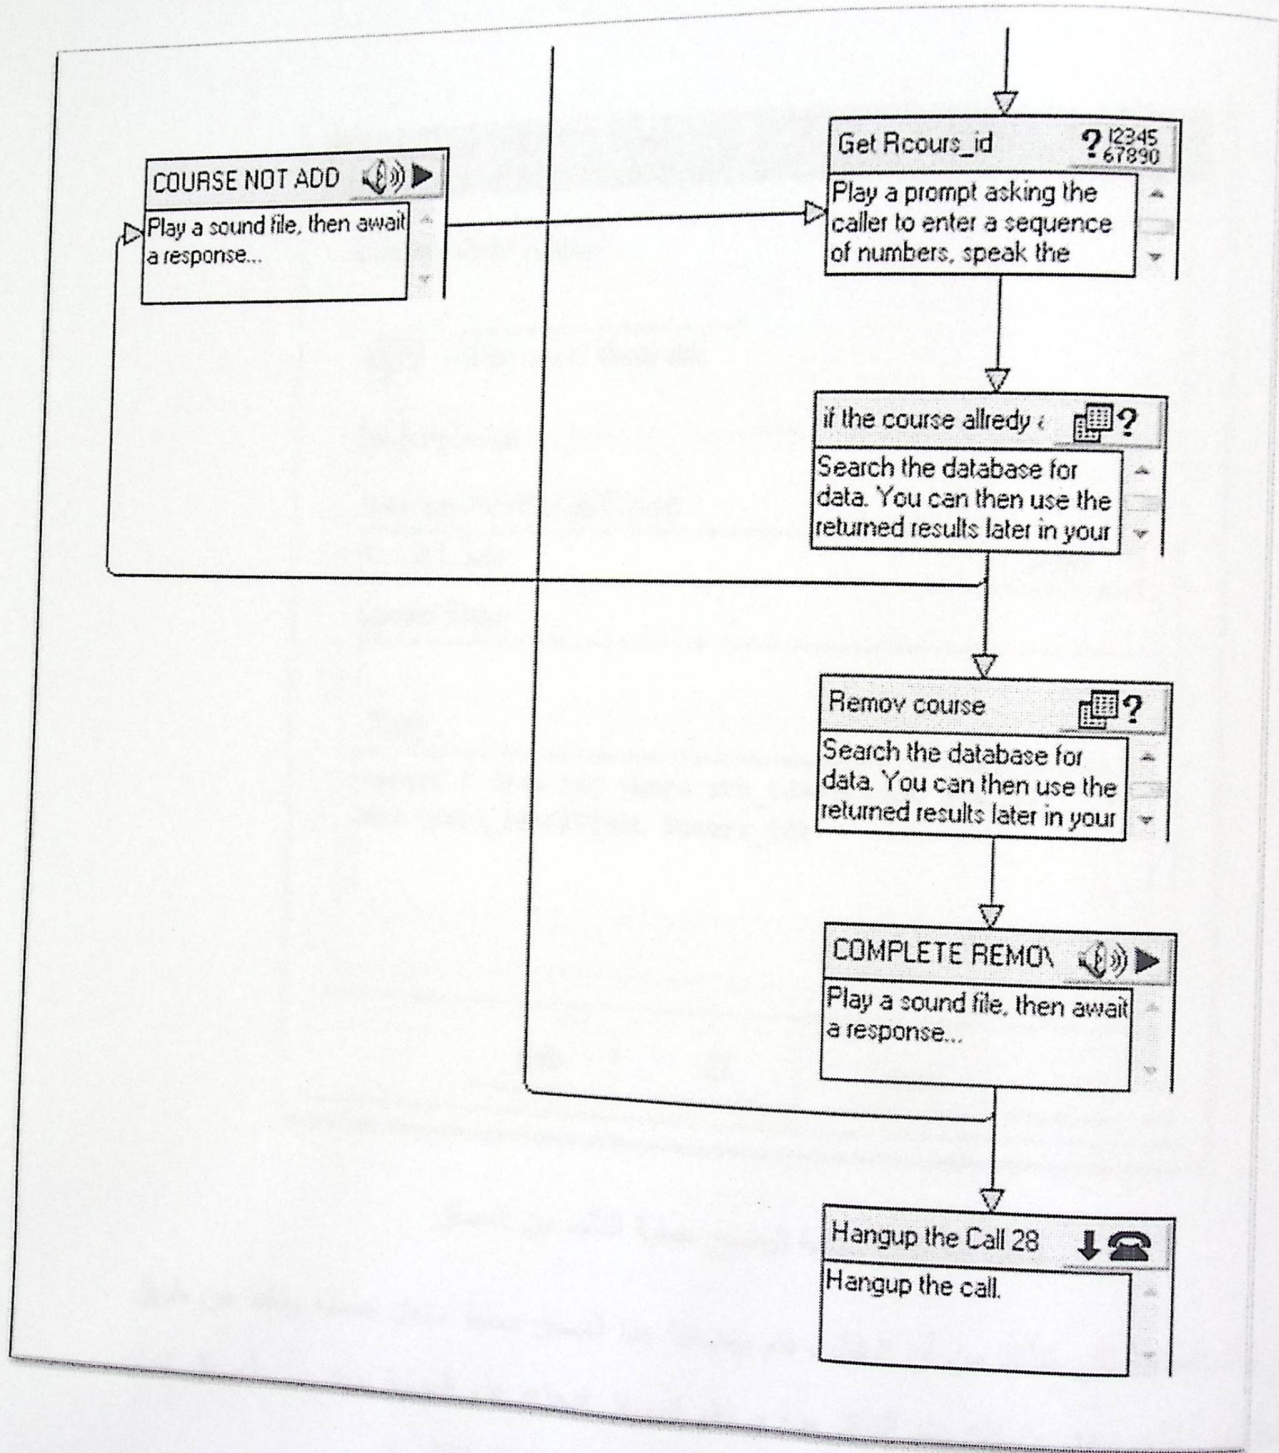 COURSE NOT ADD
Play a sound file, then await
a response...
Get Rcours_id
?12345
67890
Play a prompt asking the
caller to enter a sequence
of numbers, speak the
if the course allredy
?
Search the database for
data. You can then use the
returned results later in your
Remov course
?
Search the database for
data. You can then use the
returned results later in your
COMPLETE REMO
Play a sound file, then await
a response...
Hangup the Call 28
Hangup the call.